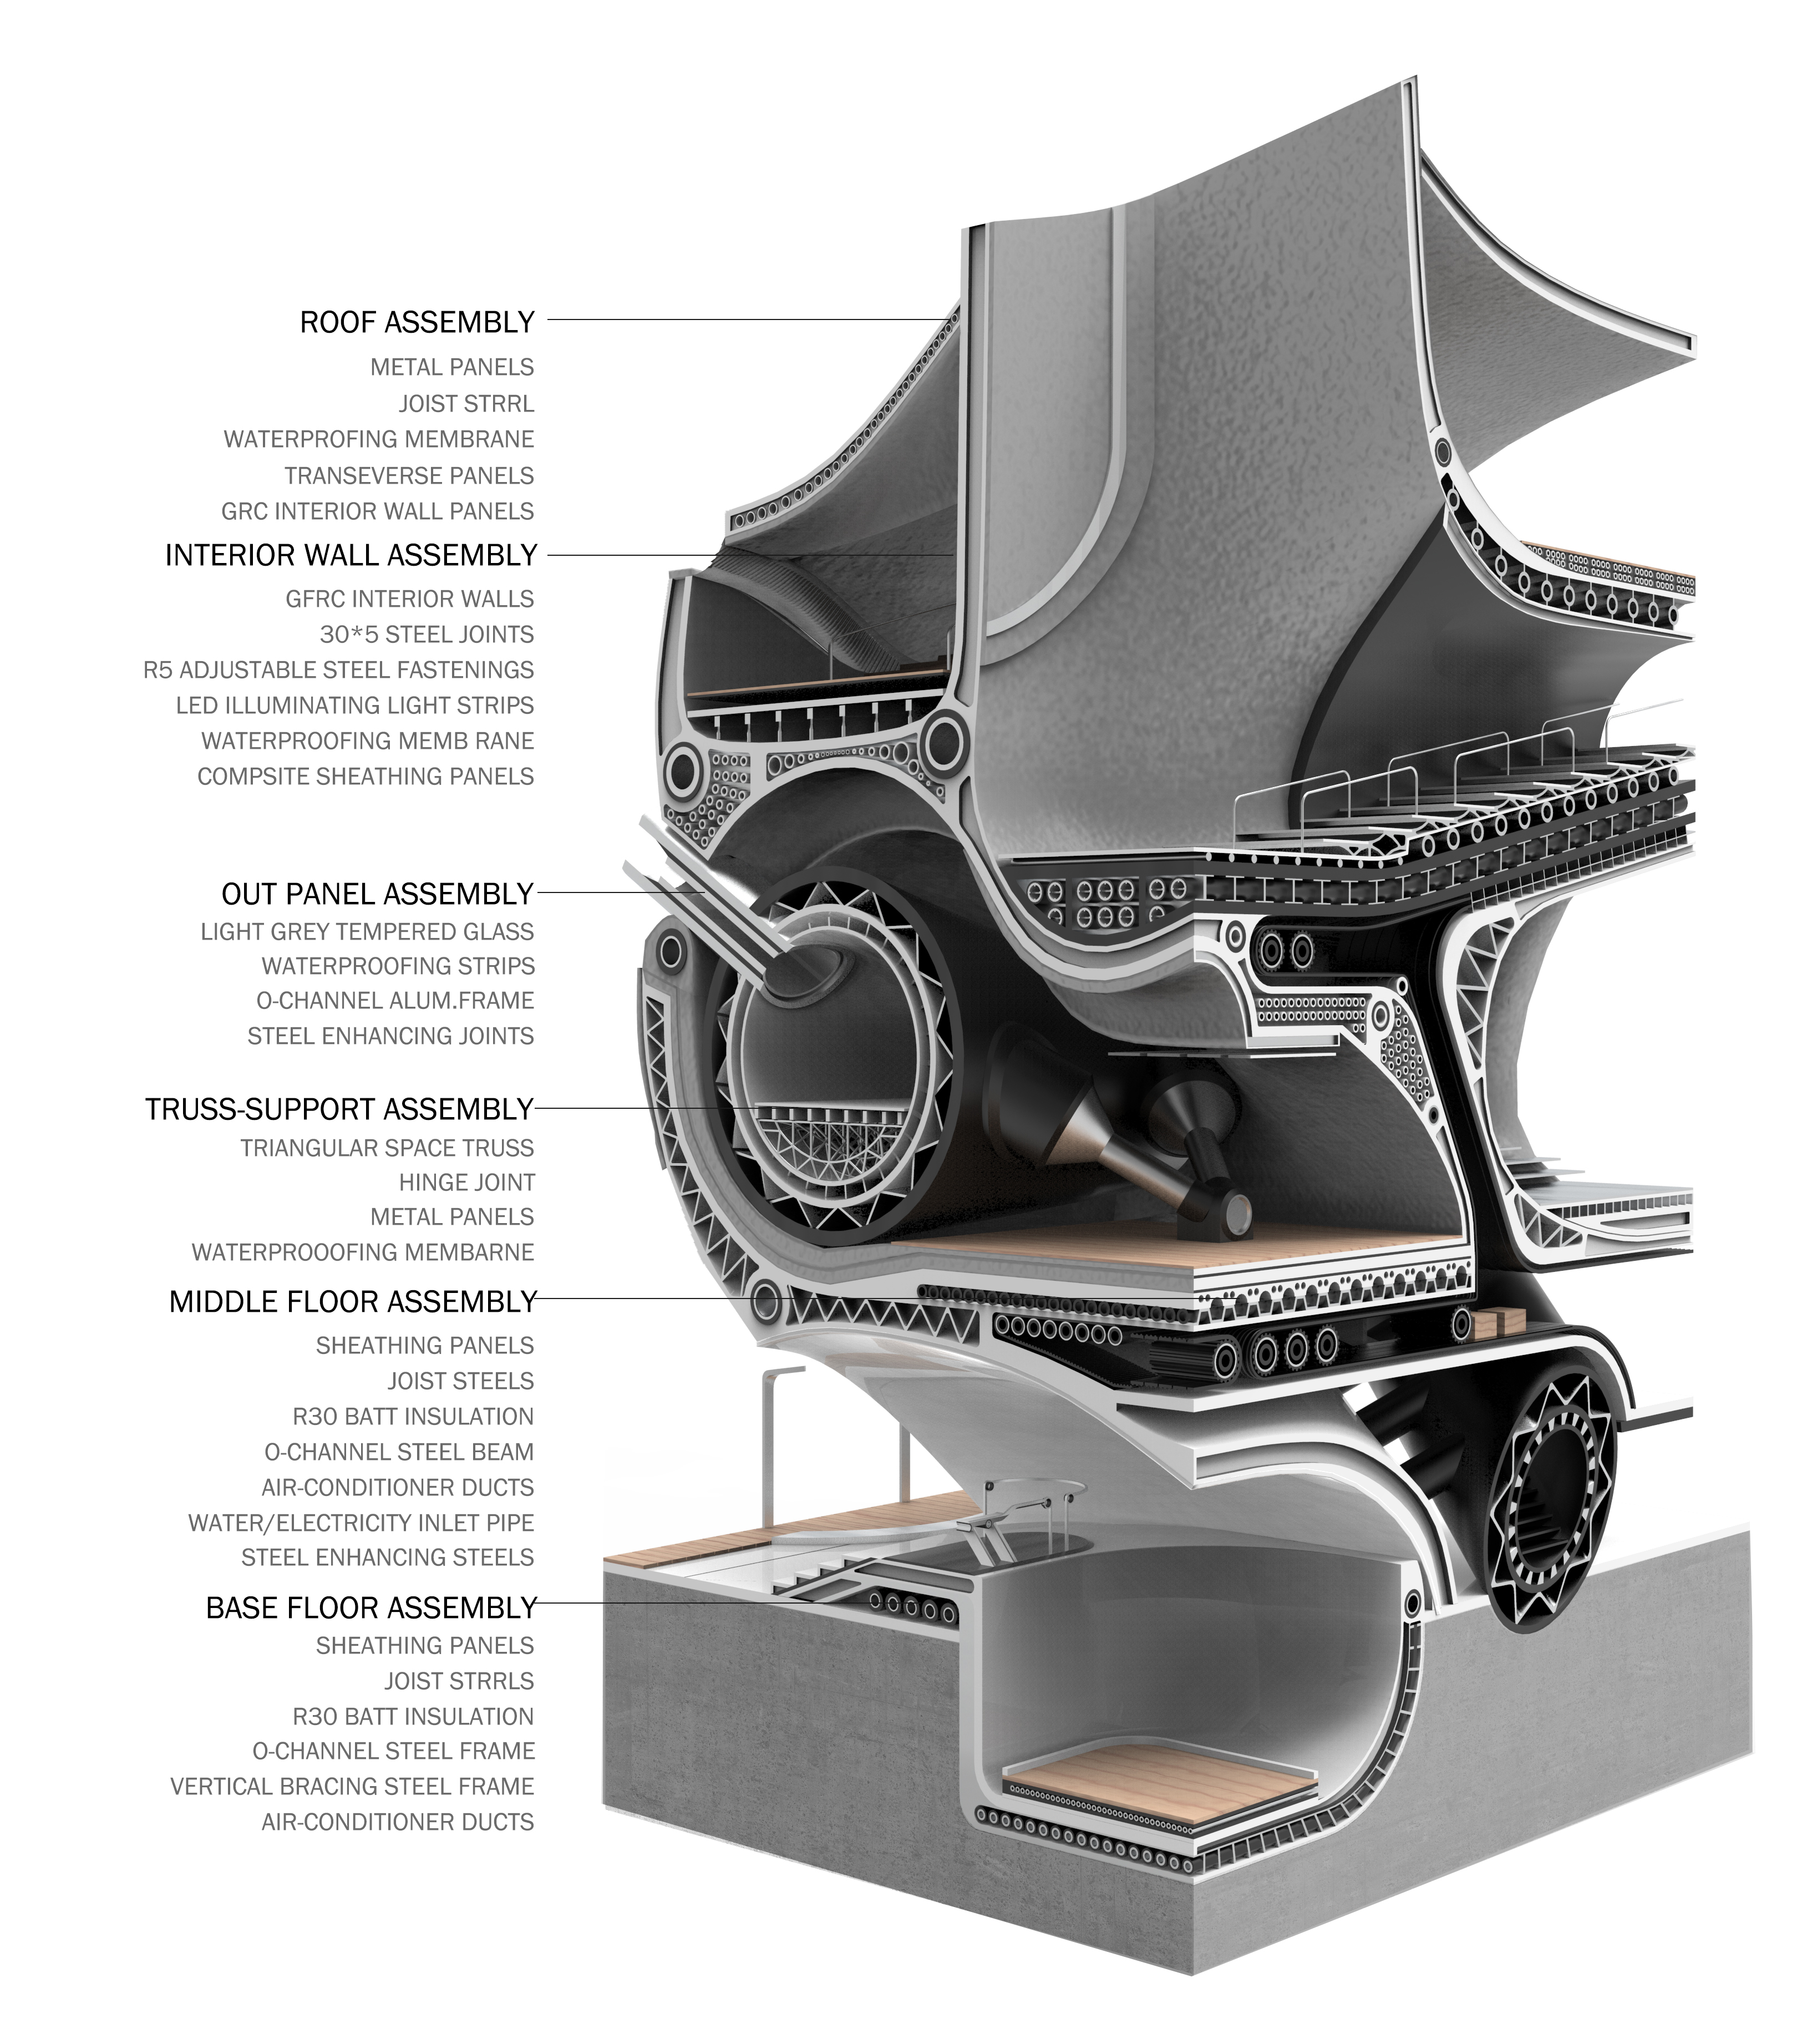 ROOF ASSEMBLY
METAL PANELS
JOIST STRRL
WATERPROFING MEMBRANE
TRANSEVERSE PANELS
GRC INTERIOR WALL PANELS
INTERIOR WALL ASSEMBLY
GFRC INTERIOR WALLS
30*5 STEEL JOINTS
R5 ADJUSTABLE STEEL FASTENINGS
LED ILLUMINATING LIGHT STRIPS
WATERPROOFING MEMB RANE
COMPSITE SHEATHING PANELS
OUT PANEL ASSEMBLY
LIGHT GREY TEMPERED GLASS
WATERPROOFING STRIPS
O-CHANNEL ALUM.FRAME
STEEL ENHANCING JOINTS
TRUSS-SUPPORT ASSEMBLY
TRIANGULAR SPACE TRUSS
HINGE JOINT
METAL PANELS
WATERPROOOFING MEMBARNE
MIDDLE FLOOR ASSEMBLY
SHEATHING PANELS
JOIST STEELS
R30 BATT INSULATION
O-CHANNEL STEEL BEAM
AIR-CONDITIONER DUCTS
WATER/ELECTRICITY INLET PIPE
STEEL ENHANCING STEELS
BASE FLOOR ASSEMBLY
SHEATHING PANELS
JOIST STRRLS
R30 BATT INSULATION
O-CHANNEL STEEL FRAME
VERTICAL BRACING STEEL FRAME
AIR-CONDITIONER DUCTS